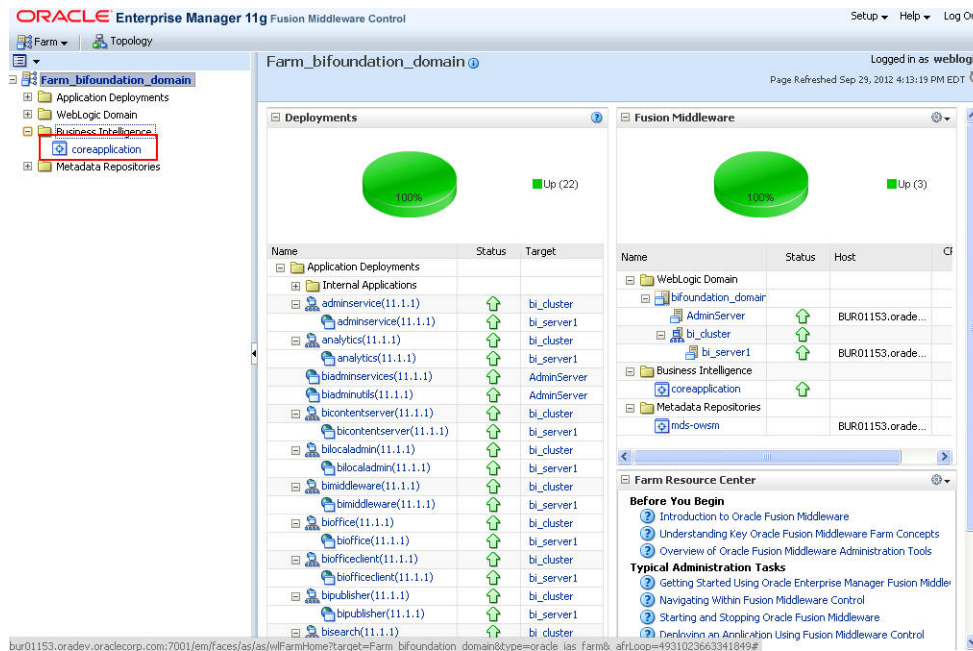 ORACLE Enterprise Manager 11g Fusion Middleware Control
Setup Help Log O
Farm Topology
Farm_bifoundation_domain
Application Deployments
WebLogic Domain
Business Intelligence
coreapplication
Metadata Repositories
Farm_bifoundation_domain
Logged in as weblogi
Page Refreshed Sep 29, 2012 4:13:19 PM EDT
Deployments
100%
Up (22)
Name Status Target
Application Deployments
Internal Applications
adminservice(11.1.1) bi_cluster
adminservice(11.1.1) bi_server1
analytics(11.1.1) bi_cluster
analytics(11.1.1) bi_server1
biadminservices(11.1.1) AdminServer
biadminutils(11.1.1) AdminServer
bicontentserver(11.1.1) bi_cluster
bicontentserver(11.1.1) bi_server1
bilocaladmin(11.1.1) bi_cluster
bilocaladmin(11.1.1) bi_server1
bimiddleware(11.1.1) bi_cluster
bimiddleware(11.1.1) bi_server1
bioffice(11.1.1) bi_cluster
bioffice(11.1.1) bi_server1
biofficeclient(11.1.1) bi_cluster
biofficeclient(11.1.1) bi_server1
bipublisher(11.1.1) bi_cluster
bipublisher(11.1.1) bi_server1
bisearch(11.1.1) bi_cluster
Fusion Middleware
100%
Up (3)
Name Status Host
WebLogic Domain
bifoundation_domain
AdminServer BUR01153.orade...
bi_cluster
bi_server1 BUR01153.orade...
Business Intelligence
coreapplication
Metadata Repositories
mds-owsm BUR01153.orade...
Farm Resource Center
Before You Begin
Introduction to Oracle Fusion Middleware
Understanding Key Oracle Fusion Middleware Farm Concepts
Overview of Oracle Fusion Middleware Administration Tools
Typical Administration Tasks
Getting Started Using Oracle Enterprise Manager Fusion Middle
Navigating Within Fusion Middleware Control
Starting and Stopping Oracle Fusion Middleware
Deploying an Application Using Fusion Middleware Control
bur01153.oradev.oraclecorp.com:7001/em/faces/as/as/wlFarmHome?target=Farm_bifoundation_domain&type=oracle_ias_farm&_afrLoop=4931023663341849#